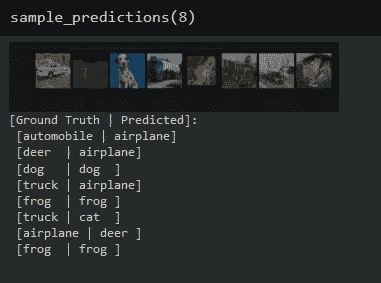 sample_predictions(8)
[Ground Truth | Predicted]:
[automobile | airplane]
[deer | airplane]
[dog | dog ]
[truck | airplane]
[frog | frog ]
[truck | cat ]
[airplane | deer ]
[frog | frog ]